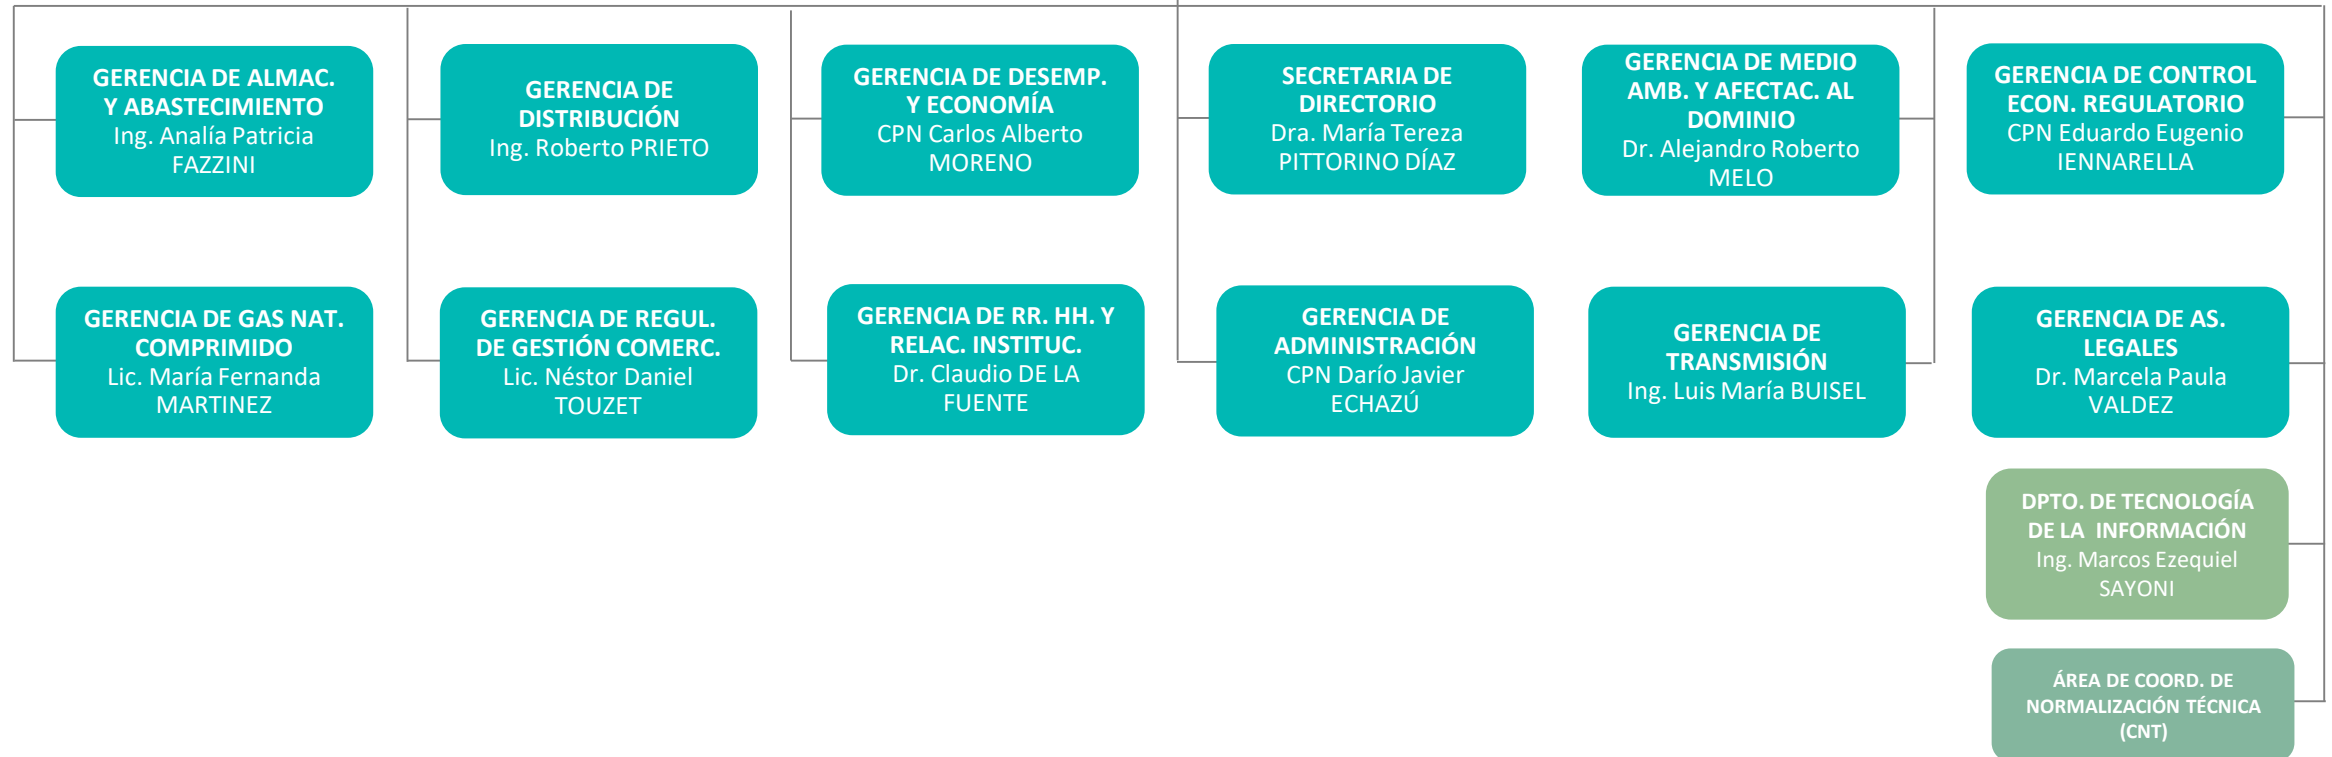 GERENCIA DE ALMAC.
Y ABASTECIMIENTO
Ing. Analía Patricia
FAZZINI
GERENCIA DE
DISTRIBUCIÓN
Ing. Roberto PRIETO
GERENCIA DE DESEMP.
Y ECONOMÍA
CPN Carlos Alberto
MORENO
SECRETARIA DE
DIRECTORIO
Dra. María Tereza
PITTORINO DÍAZ
GERENCIA DE MEDIO
AMB. Y AFECTAC. AL
DOMINIO
Dr. Alejandro Roberto
MELO
GERENCIA DE CONTROL
ECON. REGULATORIO
CPN Eduardo Eugenio
IENNARELLA
GERENCIA DE GAS NAT.
COMPRIMIDO
Lic. María Fernanda
MARTINEZ
GERENCIA DE REGUL.
DE GESTIÓN COMERC.
Lic. Néstor Daniel
TOUZET
GERENCIA DE RR. HH. Y
RELAC. INSTITUC.
Dr. Claudio DE LA
FUENTE
GERENCIA DE
ADMINISTRACIÓN
CPN Darío Javier
ECHAZÚ
GERENCIA DE
TRANSMISIÓN
Ing. Luis María BUISEL
GERENCIA DE AS.
LEGALES
Dr. Marcela Paula
VALDEZ
DPTO. DE TECNOLOGÍA
DE LA INFORMACIÓN
Ing. Marcos Ezequiel
SAYONI
ÁREA DE COORD. DE
NORMALIZACIÓN TÉCNICA
(CNT)